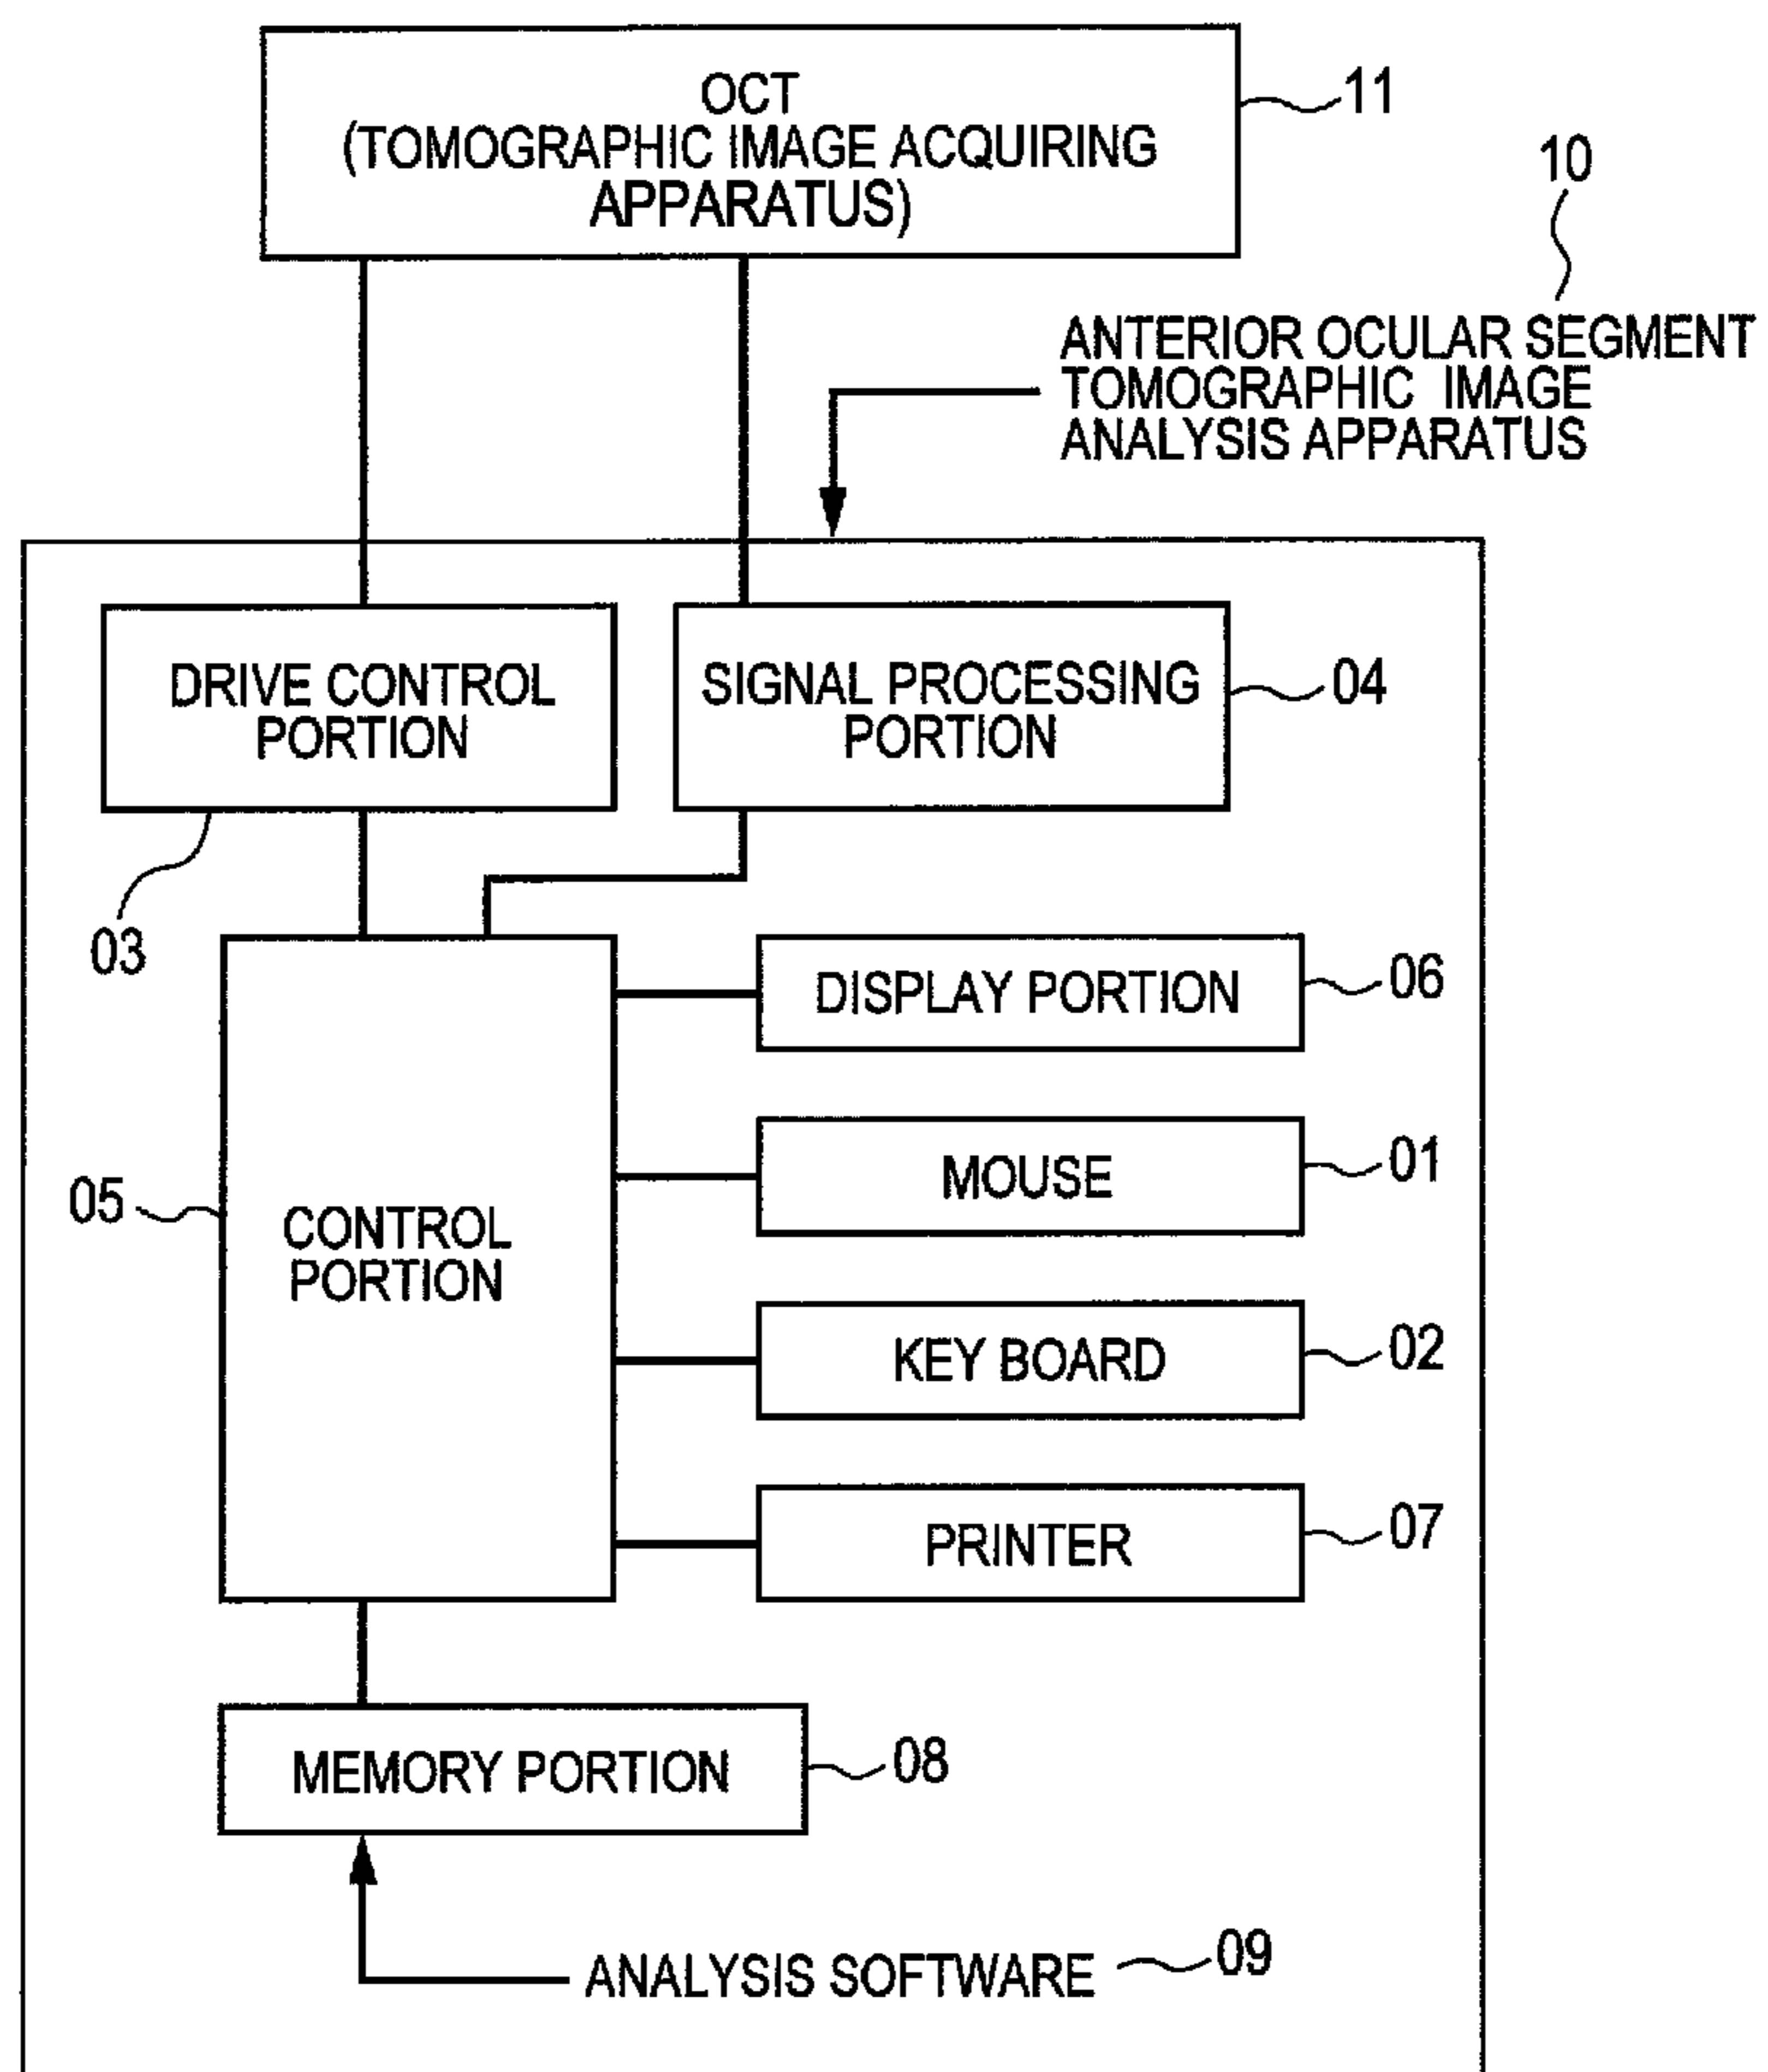 OCT
(TOMOGRAPHIC IMAGE ACQUIRING
APPARATUS)
11
10
ANTERIOR OCULAR SEGMENT
TOMOGRAPHIC IMAGE
ANALYSIS APPARATUS
DRIVE CONTROL
PORTION
03
SIGNAL PROCESSING
PORTION
04
CONTROL
PORTION
05
DISPLAY PORTION
06
MOUSE
01
KEY BOARD
02
PRINTER
07
MEMORY PORTION
08
ANALYSIS SOFTWARE
09